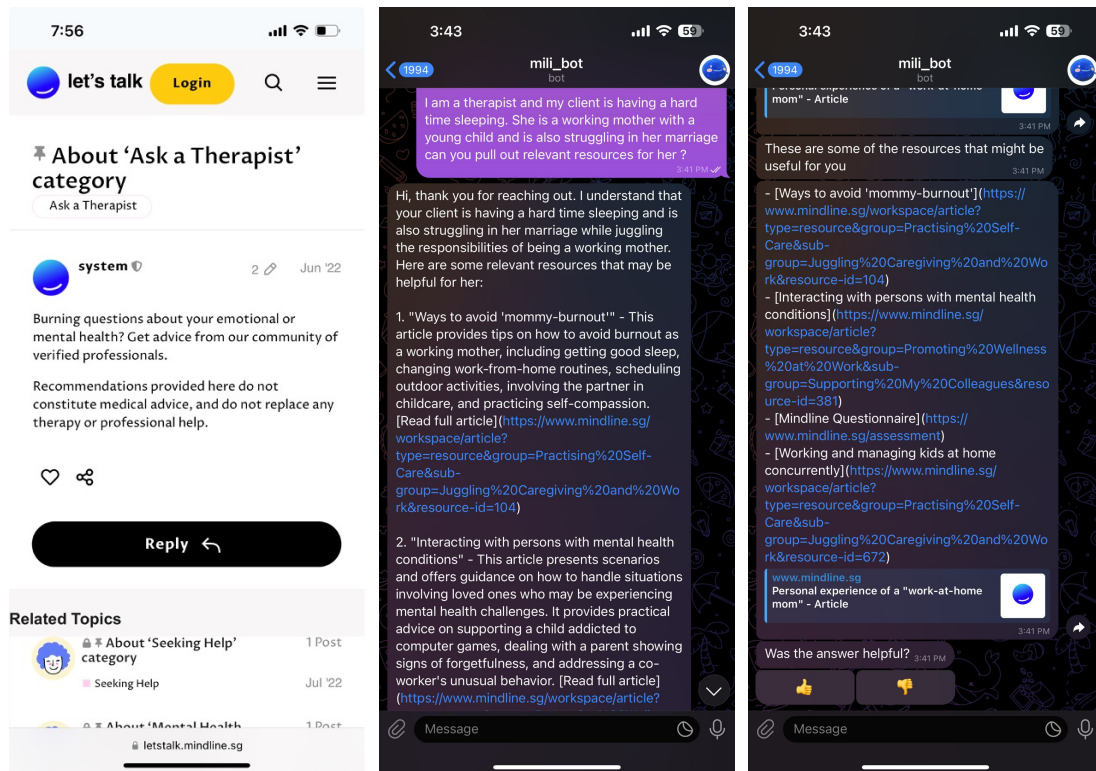 7:56
let's talk
Login
About ‘Ask a Therapist’
category
Ask a Therapist
system
2
Jun '22
Burning questions about your emotional or
mental health? Get advice from our community of
verified professionals.
Recommendations provided here do not
constitute medical advice, and do not replace any
therapy or professional help.
Reply
Related Topics
About ‘Seeking Help’
category
1 Post
Seeking Help
Jul '22
About ‘Mental Health
1 Post
letstalk.mindline.sg
3:43
59
1994
mili_bot
bot
I am a therapist and my client is having a hard
time sleeping. She is a working mother with a
young child and is also struggling in her marriage
can you pull out relevant resources for her ?
3:41 PM
Hi, thank you for reaching out. I understand that
your client is having a hard time sleeping and is
also struggling in her marriage while juggling
the responsibilities of being a working mother.
Here are some relevant resources that may be
helpful for her:
1. "Ways to avoid 'mommy-burnout'" - This
article provides tips on how to avoid burnout as
a working mother, including getting good sleep,
changing work-from-home routines, scheduling
outdoor activities, involving the partner in
childcare, and practicing self-compassion.
[Read full article](https://www.mindline.sg/
workspace/article?
type=resource&group=Practising%20Self-
Care&sub-
group=Juggling%20Caregiving%20and%20Wo
rk&resource-id=104)
2. "Interacting with persons with mental health
conditions" - This article presents scenarios
and offers guidance on how to handle situations
involving loved ones who may be experiencing
mental health challenges. It provides practical
advice on supporting a child addicted to
computer games, dealing with a parent showing
signs of forgetfulness, and addressing a co-
worker's unusual behavior. [Read full article]
(https://www.mindline.sg/workspace/article?
Message
3:43
59
1994
mili_bot
bot
Personal experience of a "work-at-home
mom" - Article
3:41 PM
These are some of the resources that might be
useful for you
3:41 PM
- [Ways to avoid 'mommy-burnout'](https://
www.mindline.sg/workspace/article?
type=resource&group=Practising%20Self-
Care&sub-
group=Juggling%20Caregiving%20and%20Wo
rk&resource-id=104)
- [Interacting with persons with mental health
conditions](https://www.mindline.sg/
workspace/article?
type=resource&group=Promoting%20Wellness
%20at%20Work&sub-
group=Supporting%20My%20Colleagues&reso
urce-id=381)
- [Mindline Questionnaire](https://
www.mindline.sg/assessment)
- [Working and managing kids at home
concurrently](https://www.mindline.sg/
workspace/article?
type=resource&group=Practising%20Self-
Care&sub-
group=Juggling%20Caregiving%20and%20Wo
rk&resource-id=672)
www.mindline.sg
Personal experience of a "work-at-home
mom" - Article
3:41 PM
Was the answer helpful?
3:41 PM
Message